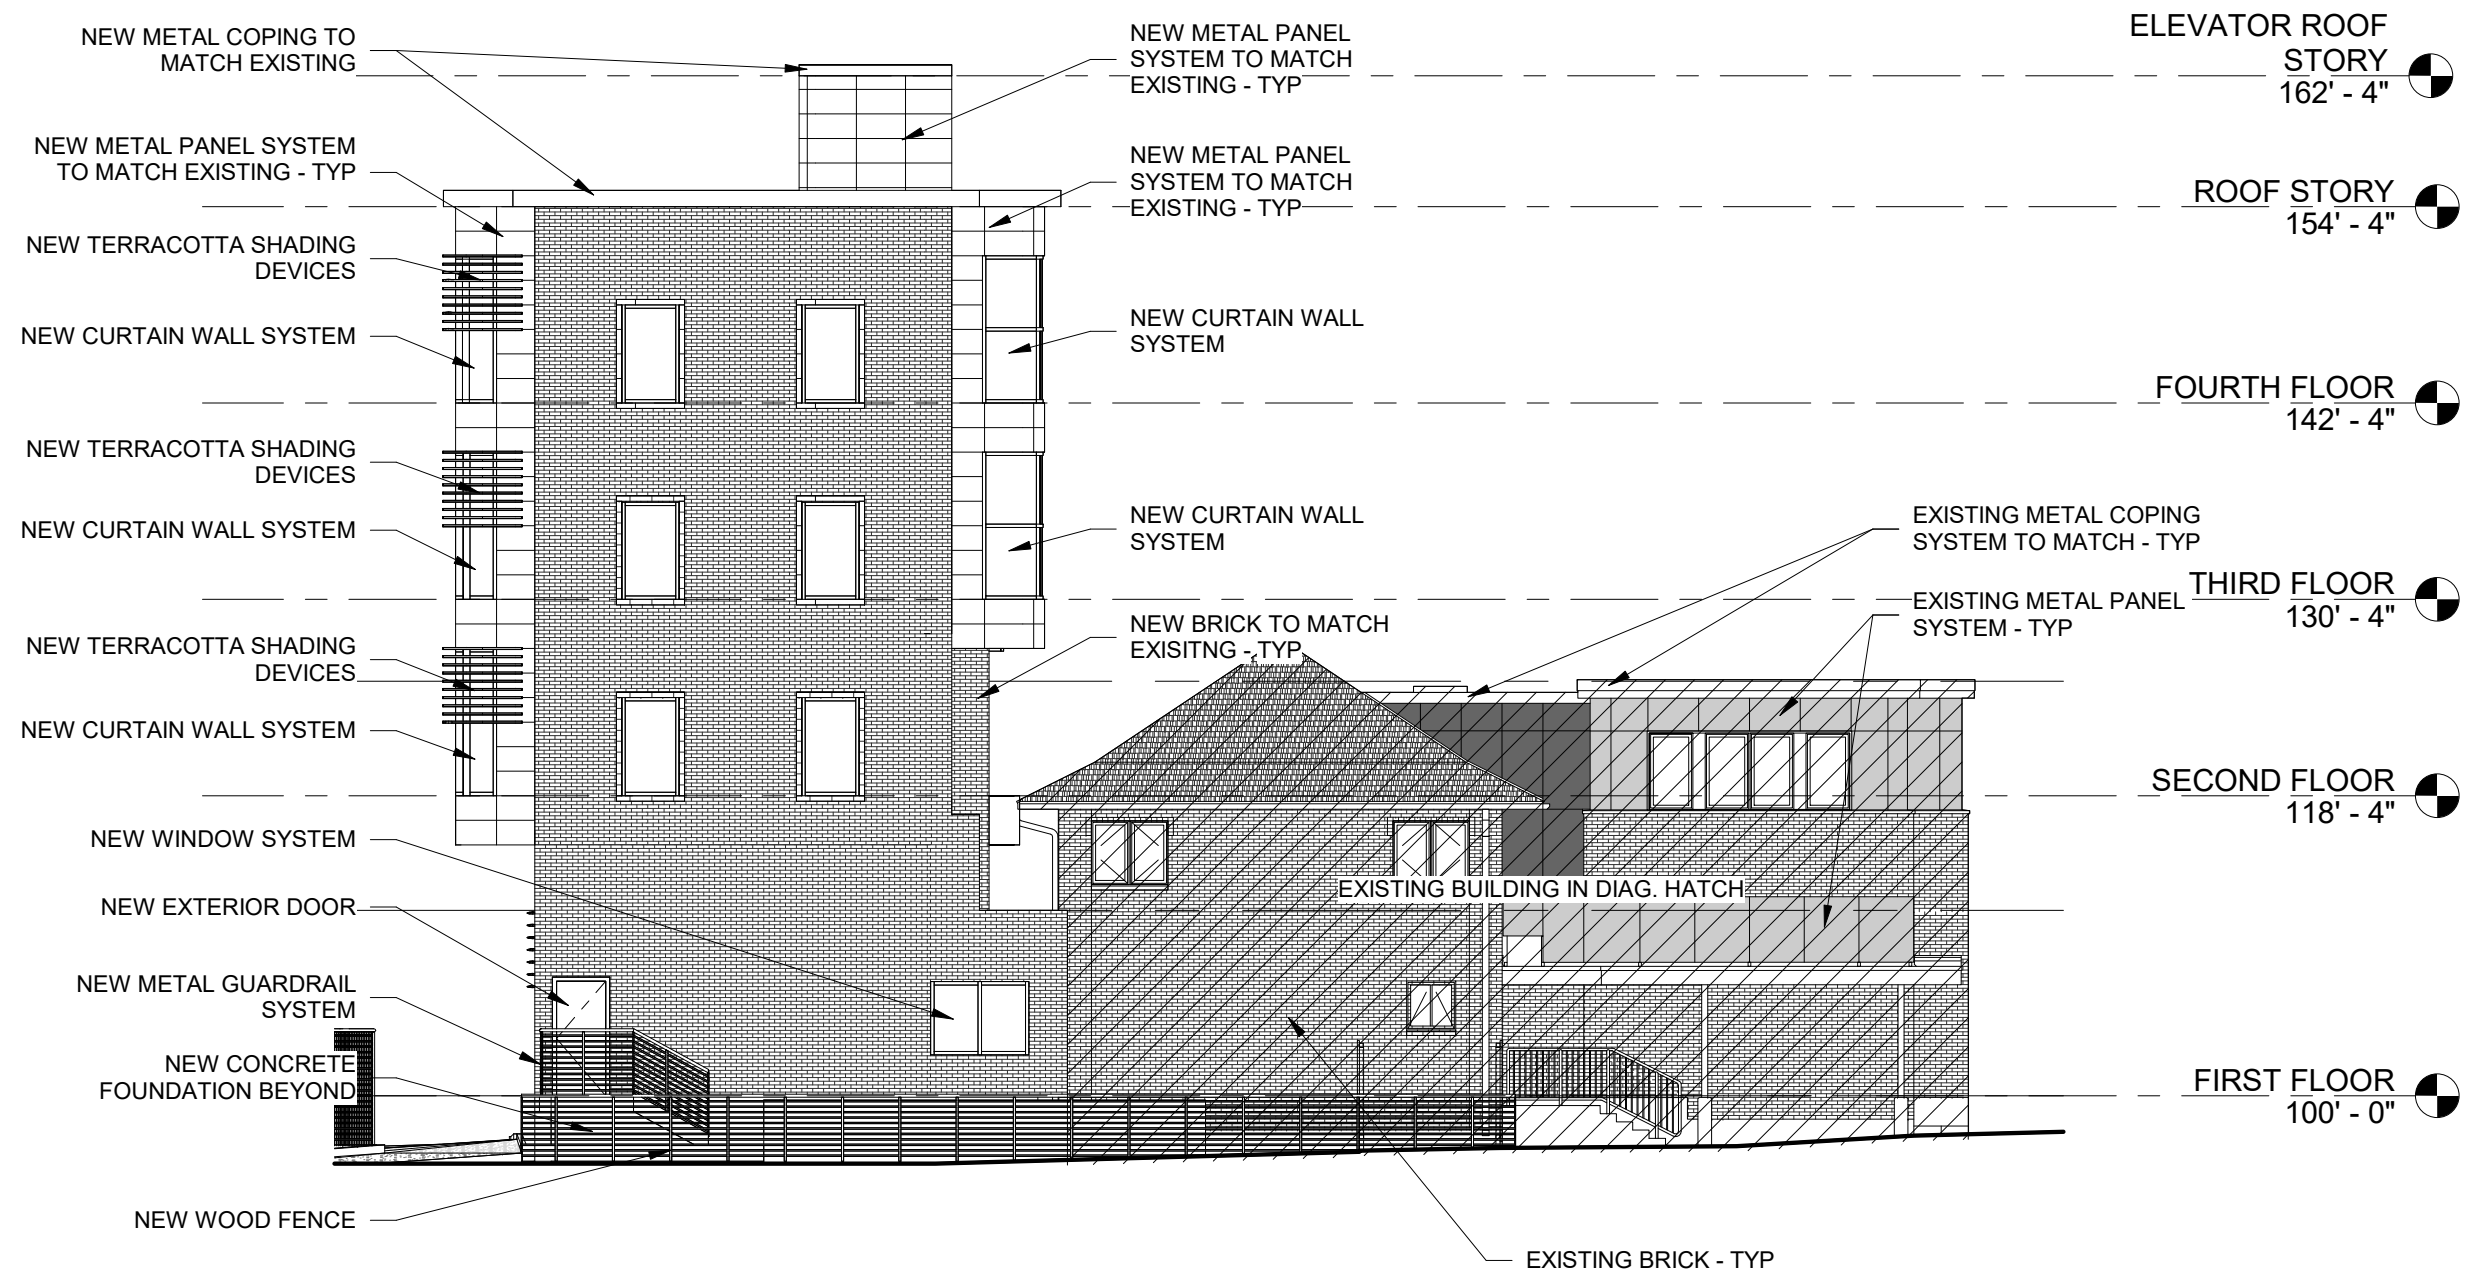 NEW METAL COPING TO
MATCH EXISTING
NEW METAL PANEL SYSTEM
TO MATCH EXISTING - TYP
NEW TERRACOTTA SHADING
DEVICES
NEW CURTAIN WALL SYSTEM
NEW TERRACOTTA SHADING
DEVICES
NEW CURTAIN WALL SYSTEM
NEW TERRACOTTA SHADING
DEVICES
NEW CURTAIN WALL SYSTEM
NEW WINDOW SYSTEM
NEW EXTERIOR DOOR
NEW METAL GUARDRAIL
SYSTEM
NEW CONCRETE
FOUNDATION BEYOND
NEW WOOD FENCE
NEW METAL PANEL
SYSTEM TO MATCH
EXISTING - TYP
NEW METAL PANEL
SYSTEM TO MATCH
EXISTING - TYP
NEW CURTAIN WALL
SYSTEM
NEW CURTAIN WALL
SYSTEM
NEW BRICK TO MATCH
EXISITNG - TYP
EXISTING BUILDING IN DIAG. HATCH
EXISTING BRICK - TYP
EXISTING METAL COPING
SYSTEM TO MATCH - TYP
EXISTING METAL PANEL
SYSTEM - TYP
ELEVATOR ROOF
STORY
162' - 4"
ROOF STORY
154' - 4"
FOURTH FLOOR
142' - 4"
THIRD FLOOR
130' - 4"
SECOND FLOOR
118' - 4"
FIRST FLOOR
100' - 0"